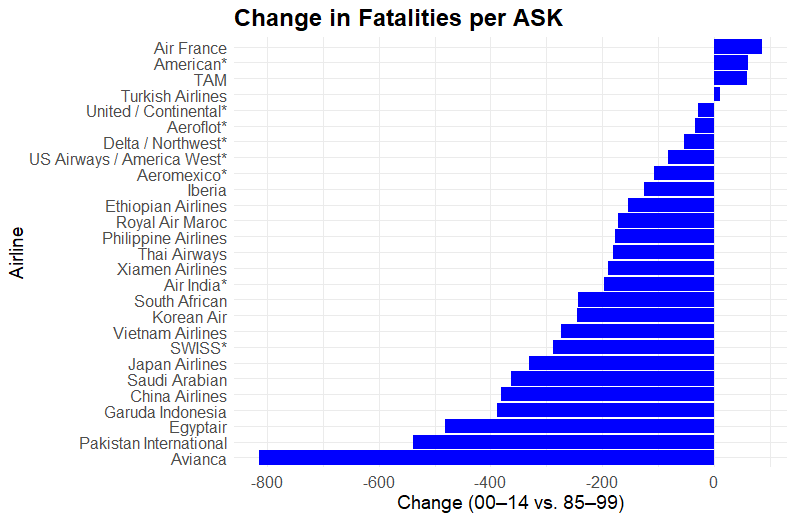 Change in Fatalities per ASK
Airline
Air France
American*
TAM
Turkish Airlines
United / Continental*
Aeroflot*
Delta / Northwest*
US Airways / America West*
Aeromexico*
Iberia
Ethiopian Airlines
Royal Air Maroc
Philippine Airlines
Thai Airways
Xiamen Airlines
Air India*
South African
Korean Air
Vietnam Airlines
SWISS*
Japan Airlines
Saudi Arabian
China Airlines
Garuda Indonesia
Egyptair
Pakistan International
Avianca
-800 -600 -400 -200 0
Change (00–14 vs. 85–99)